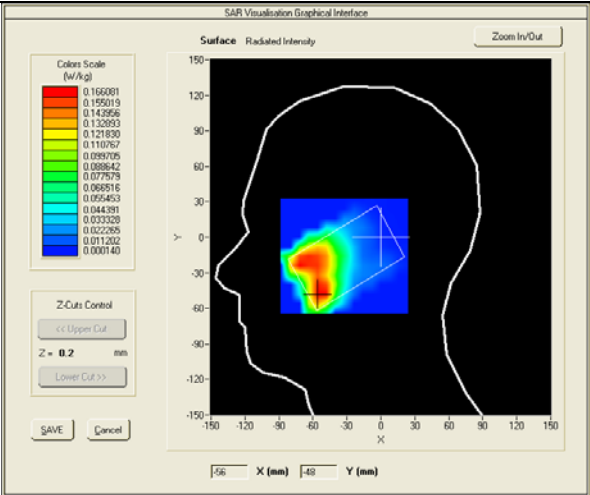 SAR Visualisation Graphical Interface
Surface Radiated Intensity
Zoom In/Out
Colors Scale
(W/kg)
0.166081
0.155019
0.143956
0.132893
0.121830
0.110767
0.099705
0.088642
0.077579
0.066516
0.055453
0.044391
0.033328
0.022265
0.011202
0.000140
150
120
90
60
30
0
-30
-60
-90
-120
-150
Y
-150 -120 -90 -60 -30 0 30 60 90 120 150
X
Z-Cuts Control
<< Upper Cut
Z = 0.2 mm
Lower Cut >>
SAVE Cancel
-56 X (mm) -48 Y (mm)